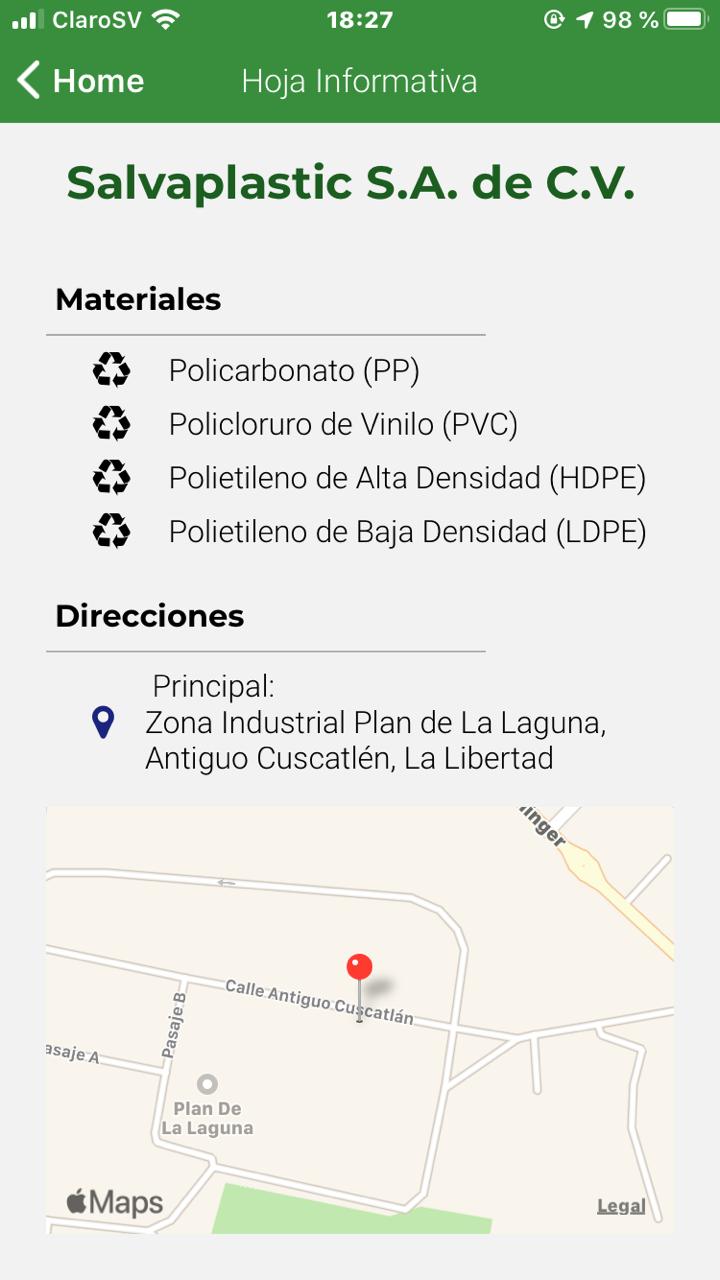 ClaroSV 18:27 98 %
Home Hoja Informativa
Salvaplastic S.A. de C.V.
Materiales
Policarbonato (PP)
Policloruro de Vinilo (PVC)
Polietileno de Alta Densidad (HDPE)
Polietileno de Baja Densidad (LDPE)
Direcciones
Principal:
Zona Industrial Plan de La Laguna,
Antiguo Cuscatlén, La Libertad
Calle Antiguo Cuscatlán
Pasaje B
asaje A
Plan De
La Laguna
Maps
Legal